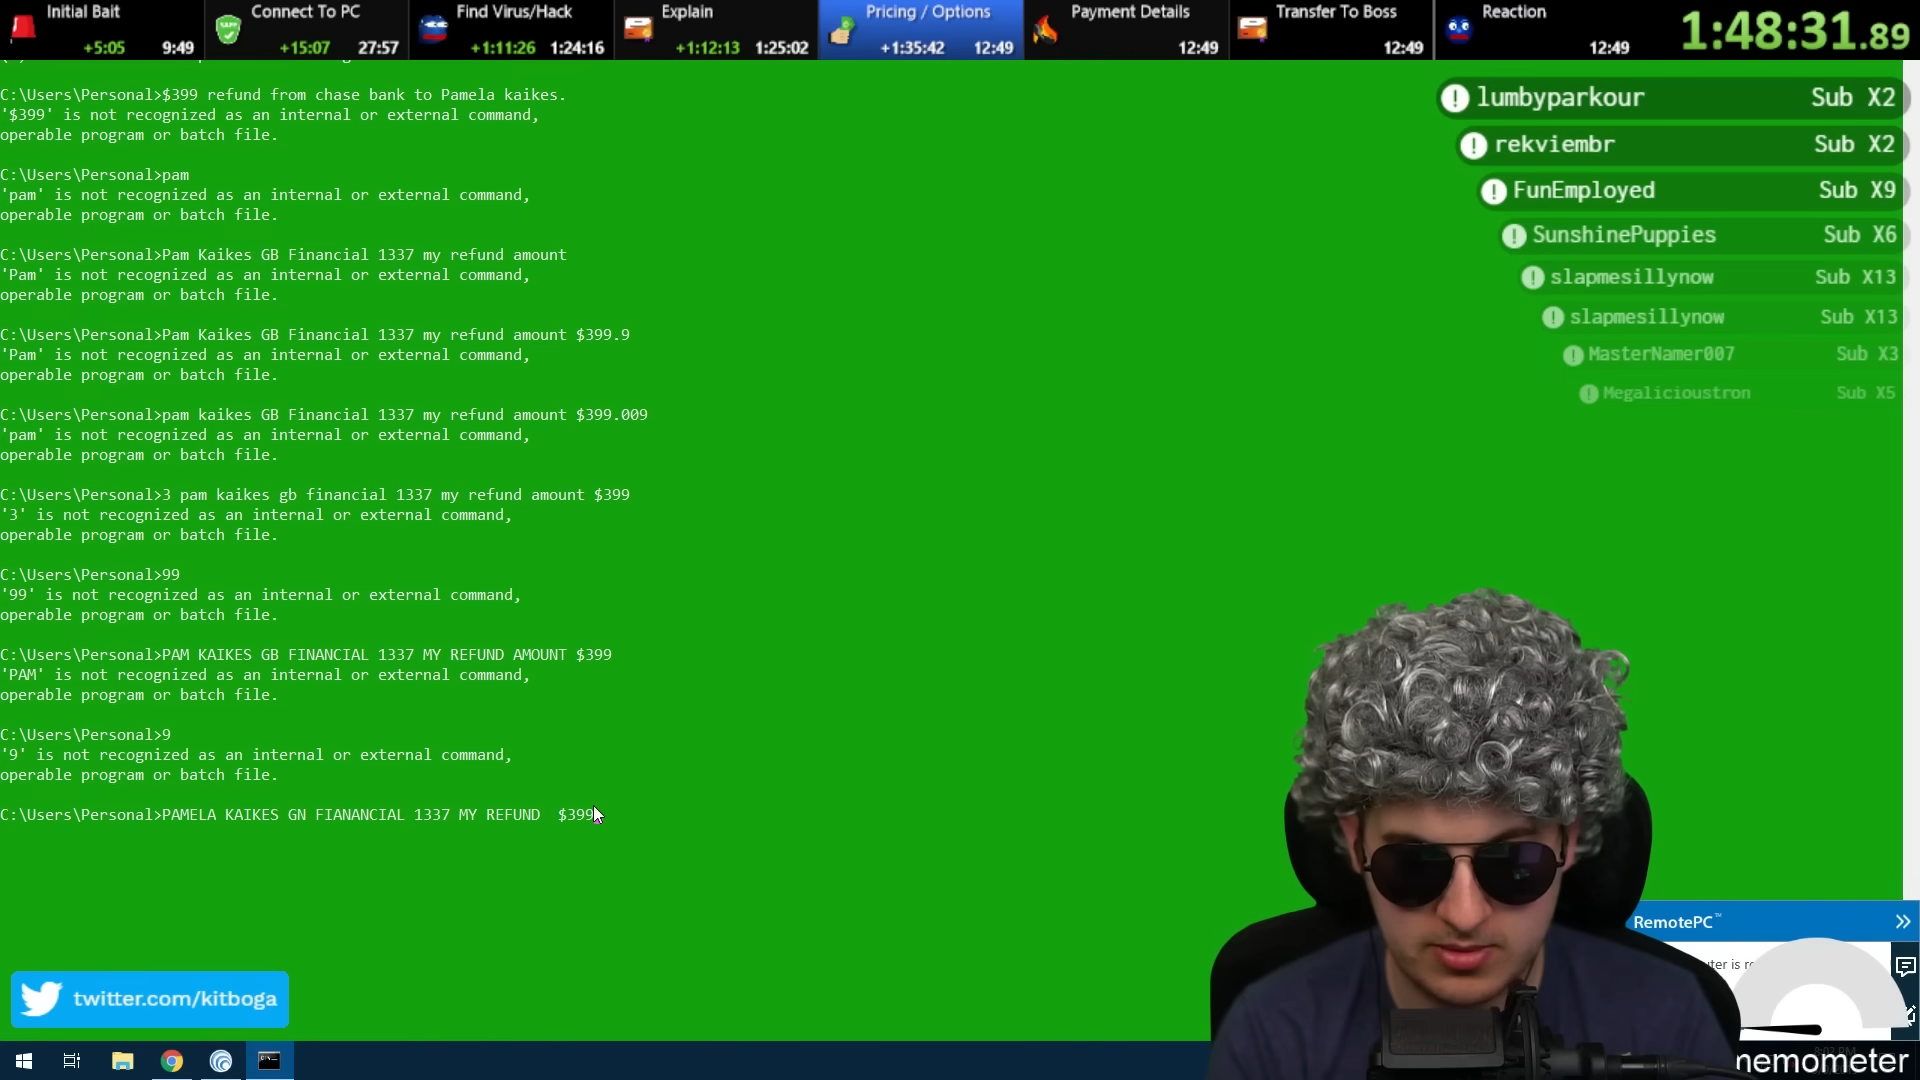 Initial Bait
+5:05 9:49
Connect To PC
+15:07 27:57
Find Virus/Hack
+1:11:26 1:24:16
Explain
+1:12:13 1:25:02
Pricing / Options
+1:35:42 12:49
Payment Details
12:49
Transfer To Boss
12:49
Reaction
12:49
1:48:31.89
C:\Users\Personal>$399 refund from chase bank to Pamela kaikes.
'$399' is not recognized as an internal or external command,
operable program or batch file.
C:\Users\Personal>pam
'pam' is not recognized as an internal or external command,
operable program or batch file.
C:\Users\Personal>Pam Kaikes GB Financial 1337 my refund amount
'Pam' is not recognized as an internal or external command,
operable program or batch file.
C:\Users\Personal>Pam Kaikes GB Financial 1337 my refund amount $399.9
'Pam' is not recognized as an internal or external command,
operable program or batch file.
C:\Users\Personal>pam kaikes GB Financial 1337 my refund amount $399.009
'pam' is not recognized as an internal or external command,
operable program or batch file.
C:\Users\Personal>3 pam kaikes gb financial 1337 my refund amount $399
'3' is not recognized as an internal or external command,
operable program or batch file.
C:\Users\Personal>99
'99' is not recognized as an internal or external command,
operable program or batch file.
C:\Users\Personal>PAM KAIKES GB FINANCIAL 1337 MY REFUND AMOUNT $399
'PAM' is not recognized as an internal or external command,
operable program or batch file.
C:\Users\Personal>9
'9' is not recognized as an internal or external command,
operable program or batch file.
C:\Users\Personal>PAMELA KAIKES GN FIANANCIAL 1337 MY REFUND  $399
lumbyparkour Sub X2
rekviembr Sub X2
FunEmployed Sub X9
SunshinePuppies Sub X6
slapmesillynow Sub X13
slapmesillynow Sub X13
MasterNamer007 Sub X3
Megalicioustron Sub X5
RemotePC™
twitter.com/kitboga
nemometer